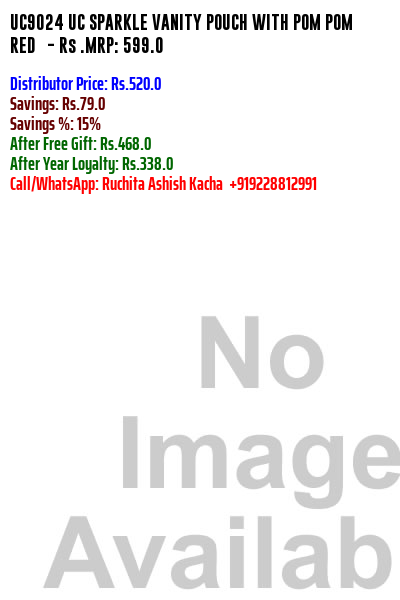 UC9024 UC SPARKLE VANITY POUCH WITH POM POM
RED - Rs .MRP: 599.0
Distributor Price: Rs.520.0
Savings: Rs.79.0
Savings %: 15%
After Free Gift: Rs.468.0
After Year Loyalty: Rs.338.0
Call/WhatsApp: Ruchita Ashish Kacha +919228812991
No
Image
Availab